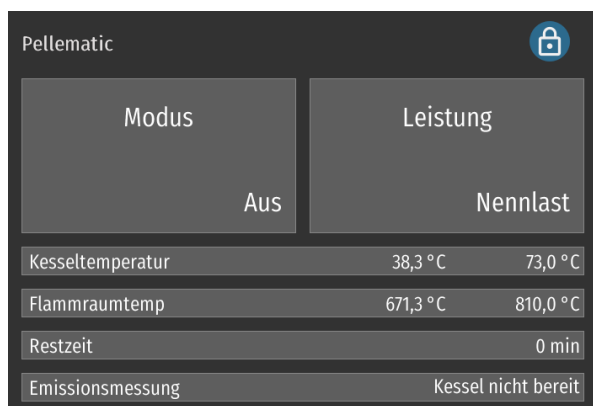 Pellematic
Modus
Leistung
Aus
Nennlast
Kesseltemperatur 38,3 °C 73,0 °C
Flammraumtemp 671,3 °C 810,0 °C
Restzeit 0 min
Emissionsmessung Kessel nicht bereit